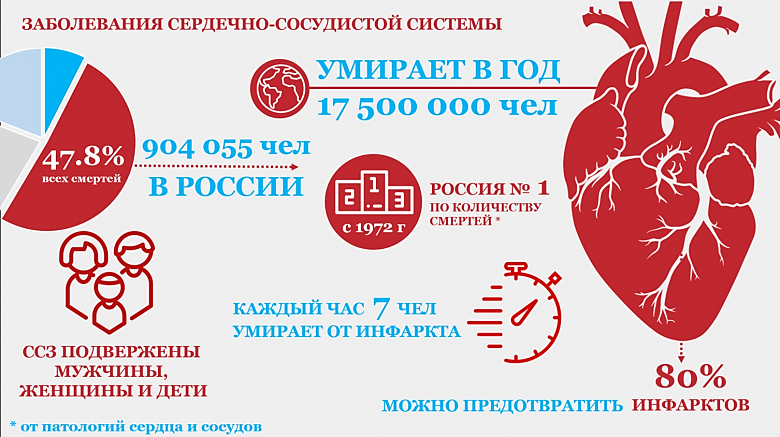 ЗАБОЛЕВАНИЯ СЕРДЕЧНО-СОСУДИСТОЙ СИСТЕМЫ
УМИРАЕТ В ГОД
17 500 000 чел
47.8%
всех смертей
904 055 чел
В РОССИИ
2 1 3
с 1972 г
РОССИЯ № 1
ПО КОЛИЧЕСТВУ
СМЕРТЕЙ *
КАЖДЫЙ ЧАС 7 ЧЕЛ
УМИРАЕТ ОТ ИНФАРКТА
ССЗ ПОДВЕРЖЕНЫ
МУЖЧИНЫ,
ЖЕНЩИНЫ И ДЕТИ
80%
МОЖНО ПРЕДОТВРАТИТЬ ИНФАРКТОВ
* от патологий сердца и сосудов